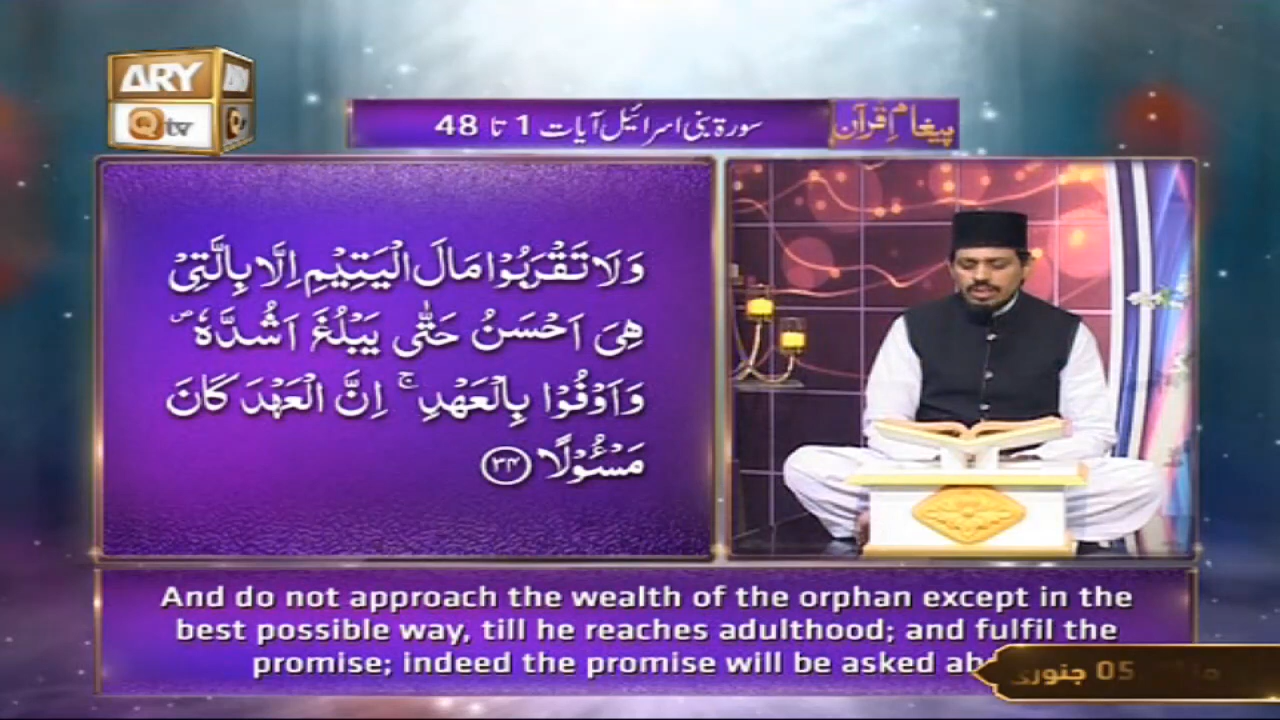 ARY
Qtv
پیغامِ قرآن
سورۃ بنی اسرائیل آیات 1 تا 48
وَلَا تَقْرَبُوْا مَالَ الْيَتِيْمِ اِلَّا بِالَّتِيْ
هِيَ اَحْسَنُ حَتّٰى يَبْلُغَ اَشُدَّهٗ ۪
وَاَوْفُوْا بِالْعَهْدِ ۚ اِنَّ الْعَهْدَ كَانَ
مَسْـُٔوْلًا ۳۴
And do not approach the wealth of the orphan except in the
best possible way, till he reaches adulthood; and fulfil the
promise; indeed the promise will be asked
05 جنوری